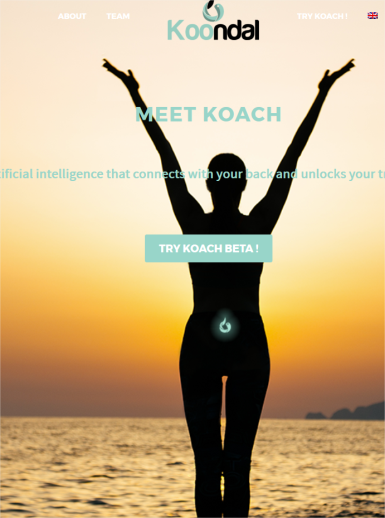 ABOUT TEAM Koondal TRY KOACH !
MEET KOACH
ificial intelligence that connects with your back and unlocks your t
TRY KOACH BETA !